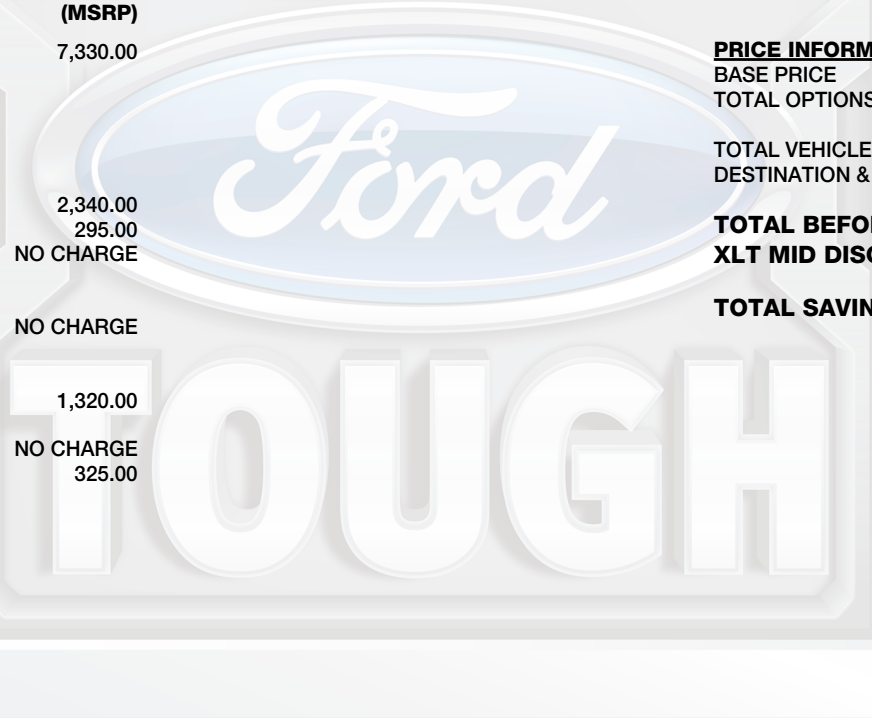 (MSRP)
7,330.00
2,340.00
295.00
NO CHARGE
NO CHARGE
1,320.00
NO CHARGE
325.00
PRICE INFORM
BASE PRICE
TOTAL OPTIONS
TOTAL VEHICLE
DESTINATION &
TOTAL BEFO
XLT MID DISC
TOTAL SAVIN
Ford
TOUGH